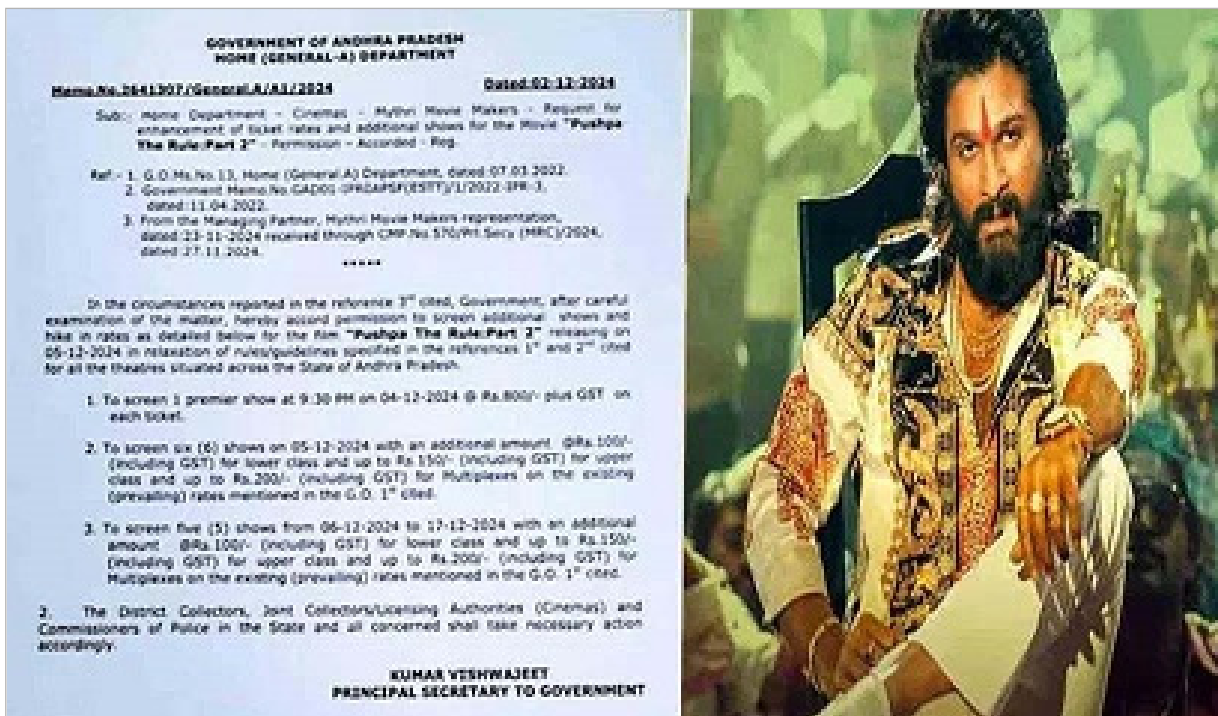 GOVERNMENT OF ANDHRA PRADESH
HOME (GENERAL-A) DEPARTMENT
Memo.No.2641307/General.A/A1/2024 Dated:02-12-2024
Sub:- Home Department – Cinemas – Mythri Movie Makers – Request for
enhancement of ticket rates and additional shows for the Movie "Pushpa
The Rule:Part 2" – Permission – Accorded - Reg.
Ref:- 1. G.O.Ms.No.13, Home (General.A) Department, dated:07.03.2022.
2. Government Memo.No.GAD01-IPR0APSF(ESTT)/1/2022-IPR-3,
dated:11.04.2022.
3. From the Managing Partner, Mythri Movie Makers representation,
dated:23-11-2024 received through CMP.No.570/Prl.Secy (MRC)/2024,
dated:27.11.2024.
*****
In the circumstances reported in the reference 3rd cited, Government, after careful
examination of the matter, hereby accord permission to screen additional shows and
hike in rates as detailed below for the film "Pushpa The Rule:Part 2" releasing on
05-12-2024 in relaxation of rules/guidelines specified in the references 1st and 2nd cited
for all the theatres situated across the State of Andhra Pradesh.
1. To screen 1 premier show at 9:30 PM on 04-12-2024 @ Rs.800/- plus GST on
each ticket.
2. To screen six (6) shows on 05-12-2024 with an additional amount @Rs.100/-
(including GST) for lower class and up to Rs.150/- (including GST) for upper
class and up to Rs.200/- (including GST) for Multiplexes on the existing
(prevailing) rates mentioned in the G.O. 1st cited.
3. To screen five (5) shows from 06-12-2024 to 17-12-2024 with an additional
amount @Rs.100/- (including GST) for lower class and up to Rs.150/-
(including GST) for upper class and up to Rs.200/- (including GST) for
Multiplexes on the existing (prevailing) rates mentioned in the G.O. 1st cited.
2. The District Collectors, Joint Collectors/Licensing Authorities (Cinemas) and
Commissioners of Police in the State and all concerned shall take necessary action
accordingly.
KUMAR VISHWAJEET
PRINCIPAL SECRETARY TO GOVERNMENT